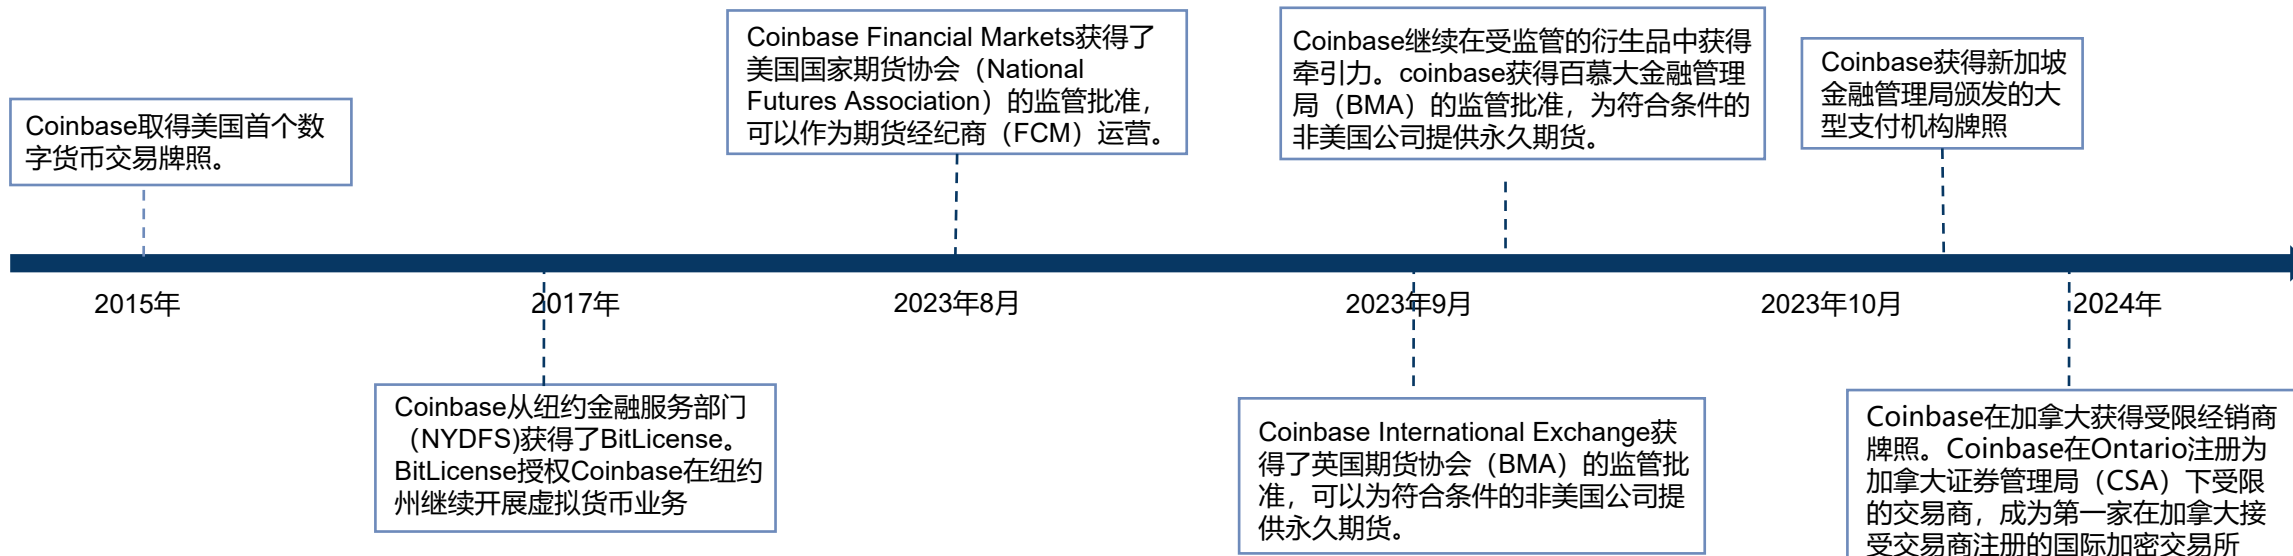 Coinbase取得美国首个数
字货币交易牌照。
Coinbase Financial Markets获得了
美国国家期货协会（National
Futures Association）的监管批准，
可以作为期货经纪商（FCM）运营。
Coinbase继续在受监管的衍生品中获得
牵引力。coinbase获得百慕大金融管理
局（BMA）的监管批准，为符合条件的
非美国公司提供永久期货。
Coinbase获得新加坡
金融管理局颁发的大
型支付机构牌照
2015年
2017年
2023年8月
2023年9月
2023年10月
2024年
Coinbase从纽约金融服务部门
（NYDFS)获得了BitLicense。
BitLicense授权Coinbase在纽约
州继续开展虚拟货币业务
Coinbase International Exchange获
得了英国期货协会（BMA）的监管批
准，可以为符合条件的非美国公司提
供永久期货。
Coinbase在加拿大获得受限经销商
牌照。Coinbase在Ontario注册为
加拿大证券管理局（CSA）下受限
的交易商，成为第一家在加拿大接
受交易商注册的国际加密交易所